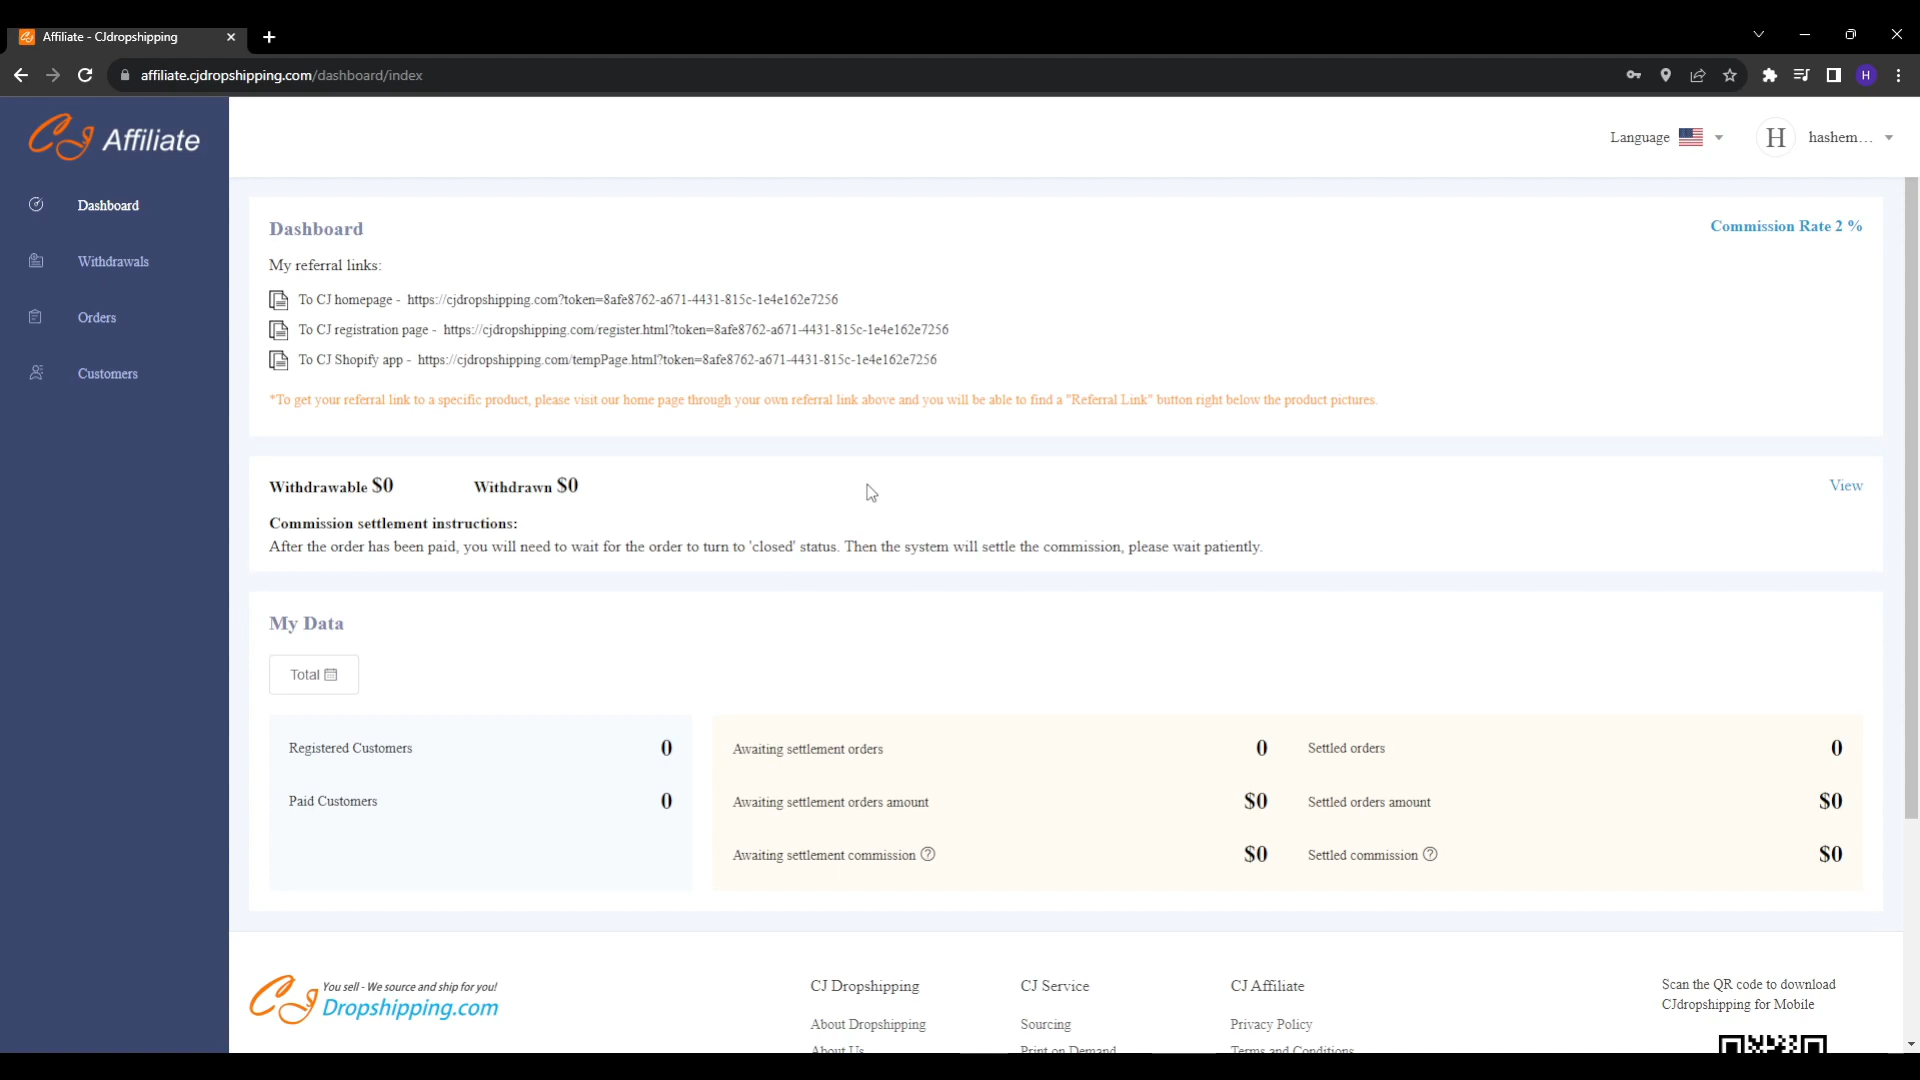 Affiliate - CJdropshipping
affiliate.cjdropshipping.com/dashboard/index
H
CJ Affiliate
Language
H
hashem...
Dashboard
Withdrawals
Orders
Customers
Dashboard
Commission Rate 2 %
My referral links:
To CJ homepage - https://cjdropshipping.com?token=8afe8762-a671-4431-815c-1e4e162e7256
To CJ registration page - https://cjdropshipping.com/register.html?token=8afe8762-a671-4431-815c-1e4e162e7256
To CJ Shopify app - https://cjdropshipping.com/tempPage.html?token=8afe8762-a671-4431-815c-1e4e162e7256
*To get your referral link to a specific product, please visit our home page through your own referral link above and you will be able to find a "Referral Link" button right below the product pictures.
Withdrawable $0
Withdrawn $0
View
Commission settlement instructions:
After the order has been paid, you will need to wait for the order to turn to 'closed' status. Then the system will settle the commission, please wait patiently.
My Data
Total
Registered Customers 0
Paid Customers 0
Awaiting settlement orders 0
Awaiting settlement orders amount $0
Awaiting settlement commission $0
Settled orders 0
Settled orders amount $0
Settled commission $0
CJ You sell - We source and ship for you!
Dropshipping.com
CJ Dropshipping
About Dropshipping
About Us
CJ Service
Sourcing
Print on Demand
CJ Affiliate
Privacy Policy
Terms and Conditions
Scan the QR code to download
CJdropshipping for Mobile